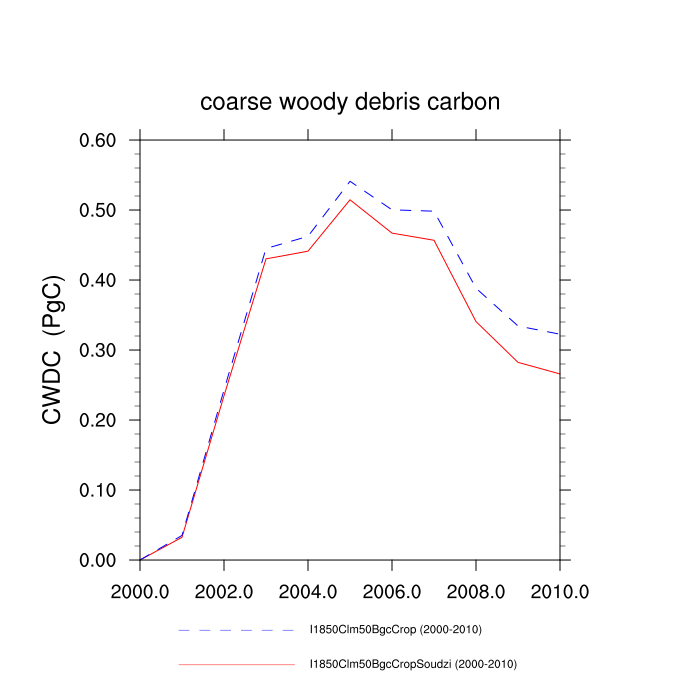 coarse woody debris carbon
0.60
0.50
0.40
0.30
0.20
0.10
0.00
CWDC (PgC)
2000.0 2002.0 2004.0 2006.0 2008.0 2010.0
I1850Clm50BgcCrop (2000-2010)
I1850Clm50BgcCropSoudzi (2000-2010)